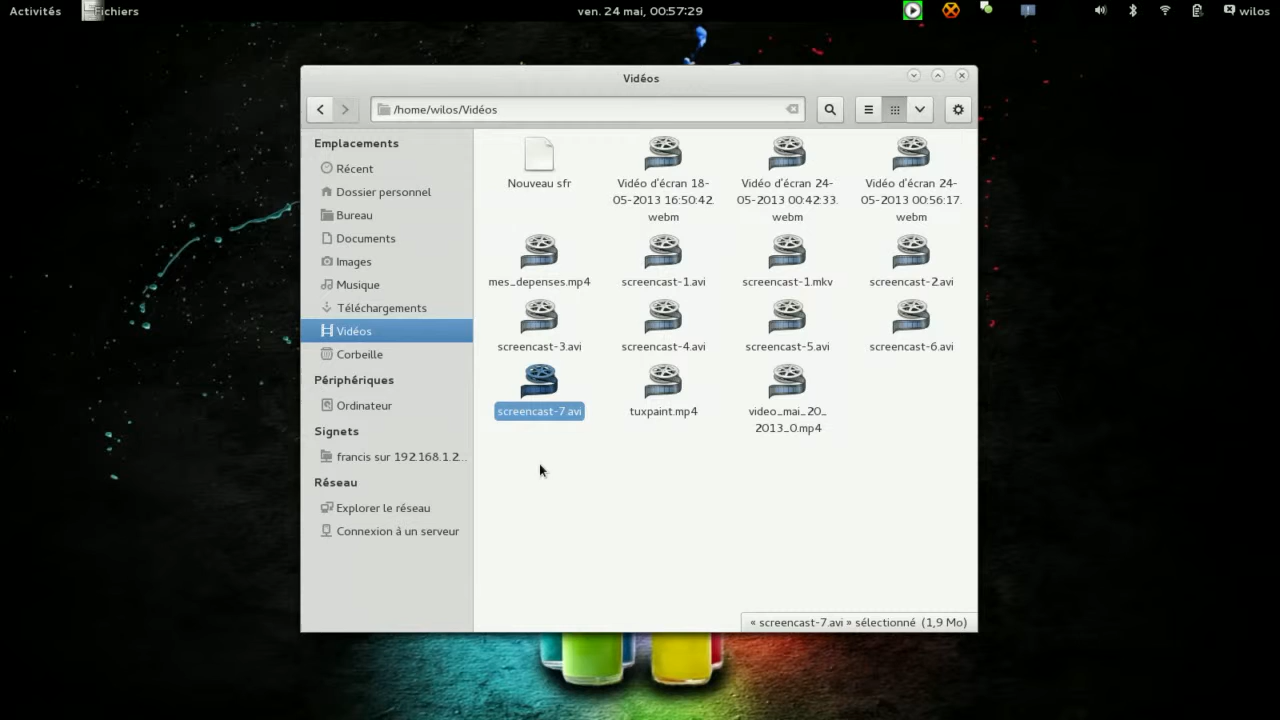 Activités Fichiers ven. 24 mai, 00:57:29 wilos
Vidéos
/home/wilos/Vidéos
Emplacements
Récent
Dossier personnel
Bureau
Documents
Images
Musique
Téléchargements
Vidéos
Corbeille
Périphériques
Ordinateur
Signets
francis sur 192.168.1.2...
Réseau
Explorer le réseau
Connexion à un serveur
Nouveau sfr
Vidéo d'écran 18-
05-2013 16:50:42.
webm
Vidéo d'écran 24-
05-2013 00:42:33.
webm
Vidéo d'écran 24-
05-2013 00:56:17.
webm
mes_depenses.mp4
screencast-1.avi
screencast-1.mkv
screencast-2.avi
screencast-3.avi
screencast-4.avi
screencast-5.avi
screencast-6.avi
screencast-7.avi
tuxpaint.mp4
video_mai_20_
2013_0.mp4
« screencast-7.avi » sélectionné (1,9 Mo)